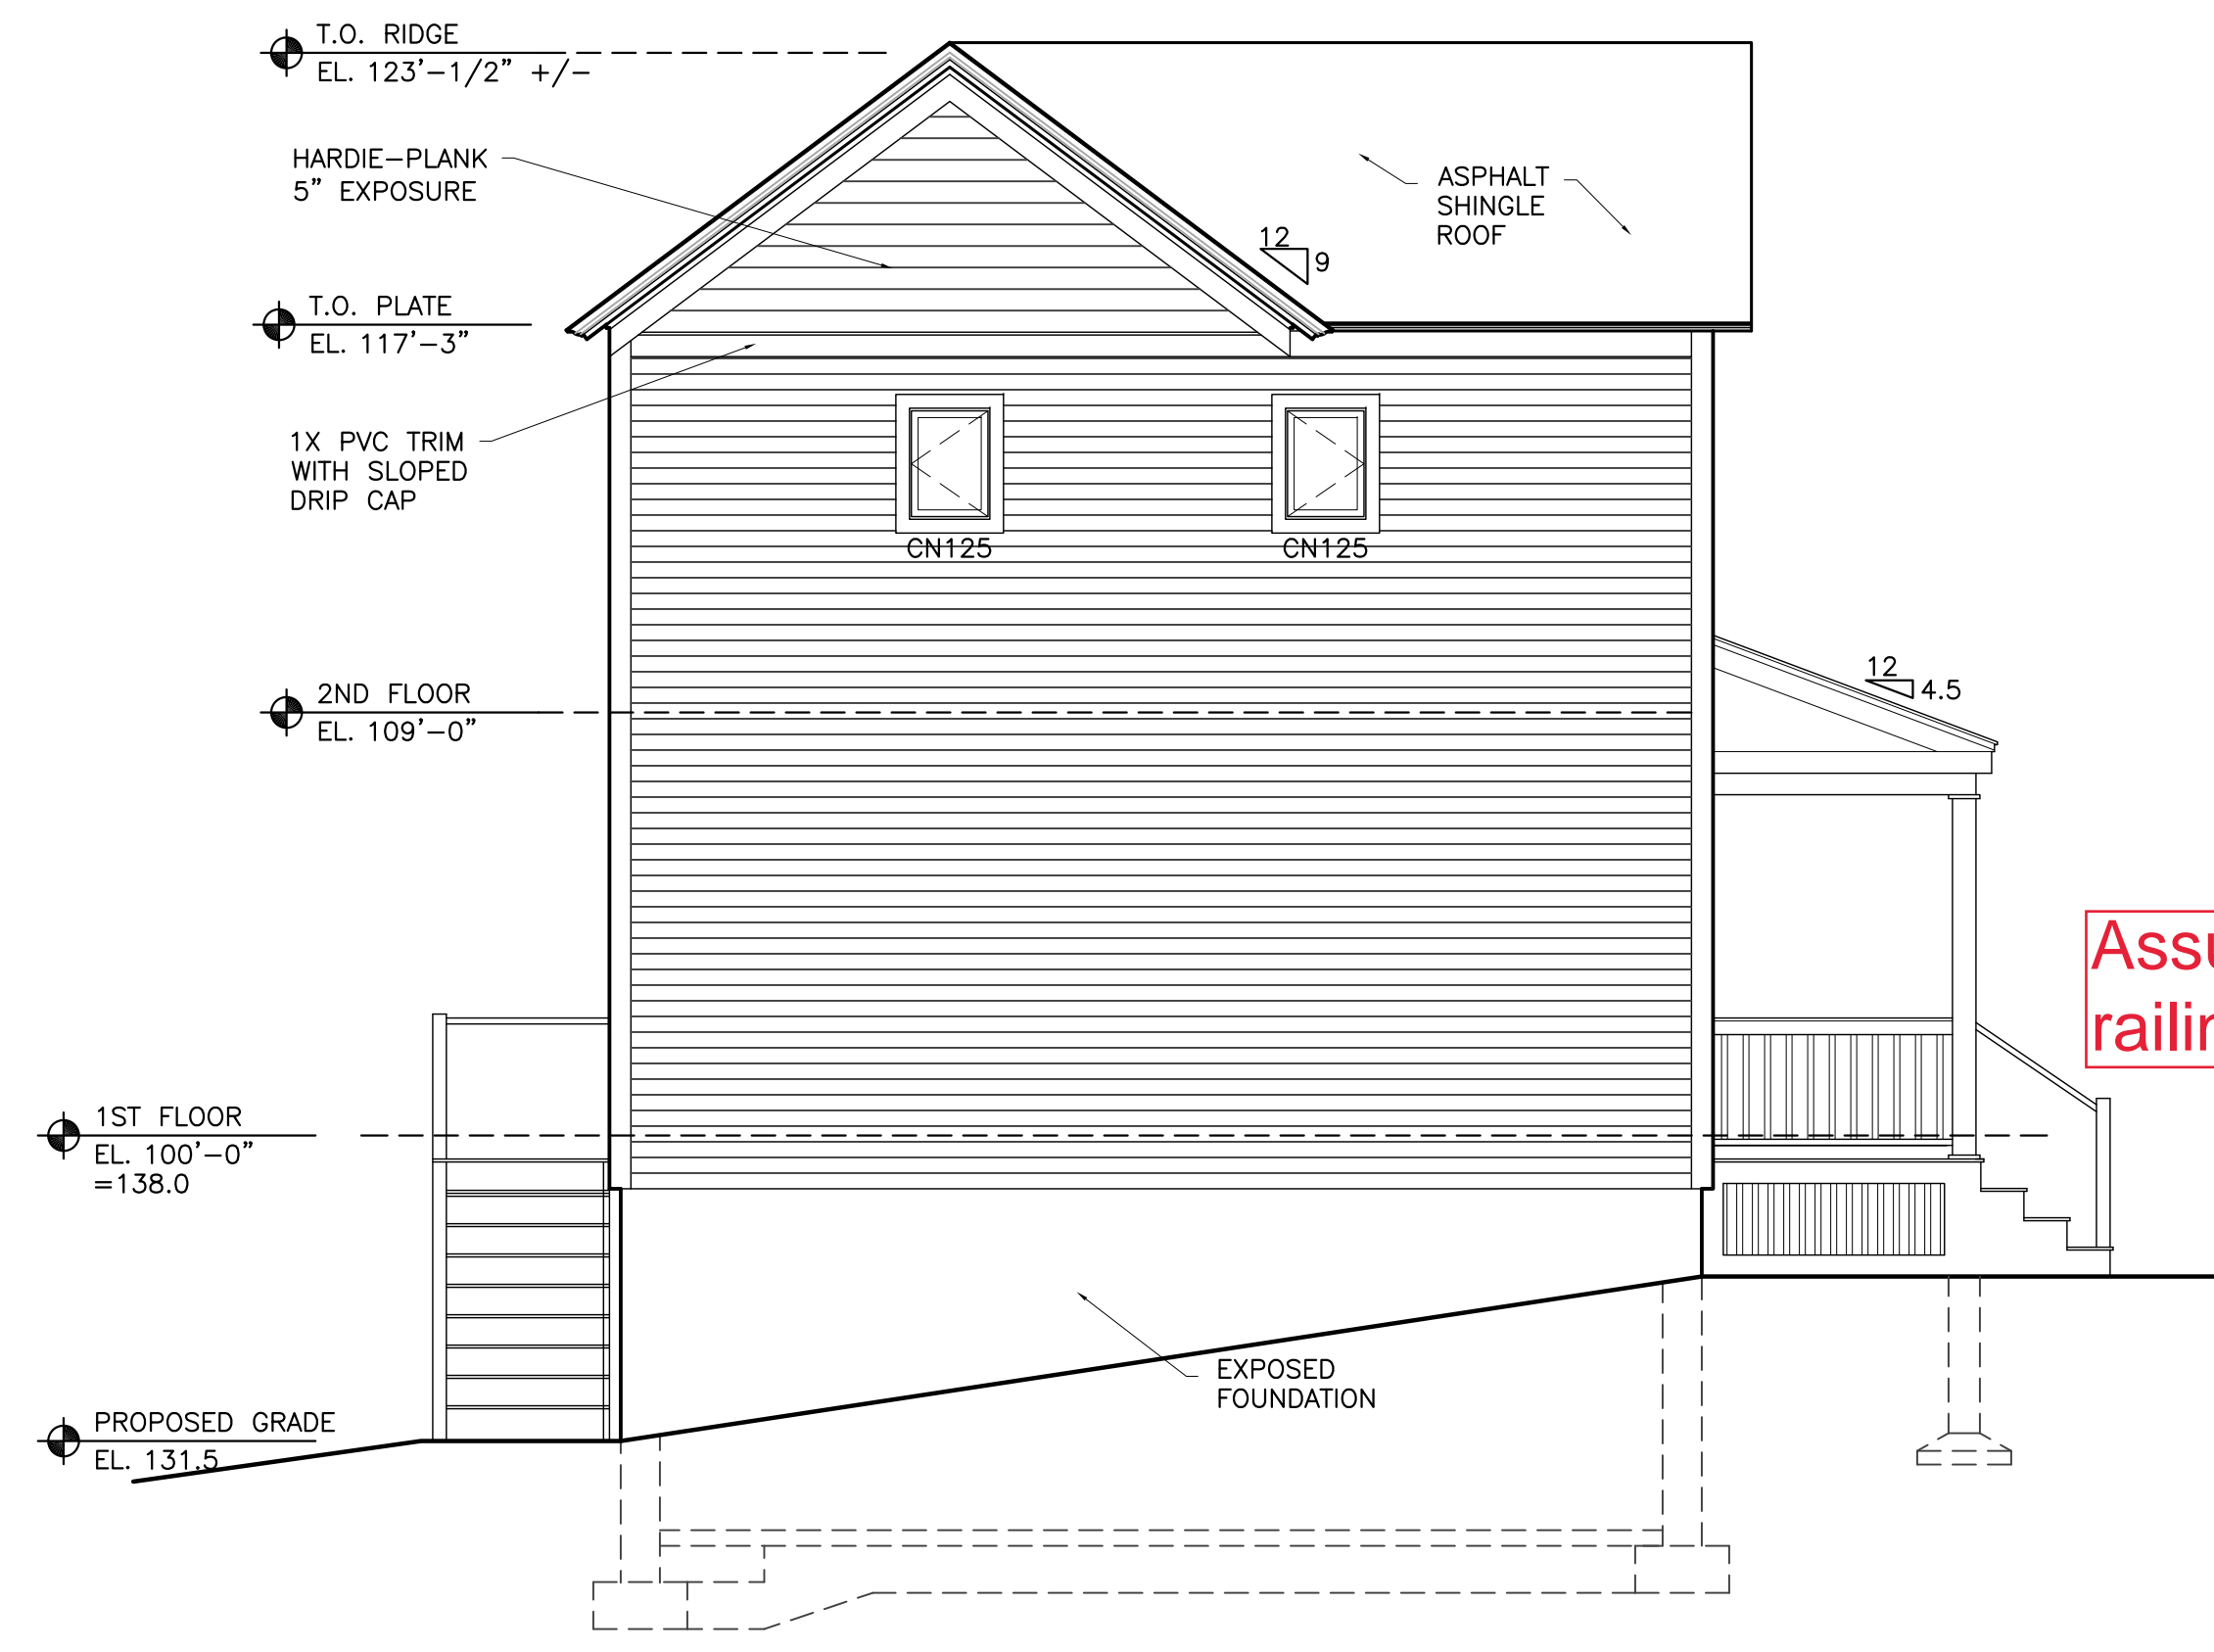 T.O. RIDGE
EL. 123'-1/2" +/-
HARDIE-PLANK
5" EXPOSURE
ASPHALT
SHINGLE
ROOF
12
9
T.O. PLATE
EL. 117'-3"
1X PVC TRIM
WITH SLOPED
DRIP CAP
CN125
CN125
2ND FLOOR
EL. 109'-0"
12
4.5
Assu
railin
1ST FLOOR
EL. 100'-0"
=138.0
EXPOSED
FOUNDATION
PROPOSED GRADE
EL. 131.5